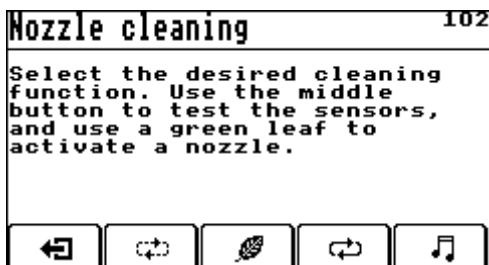 Nozzle cleaning 102
Select the desired cleaning
function. Use the middle
button to test the sensors,
and use a green leaf to
activate a nozzle.